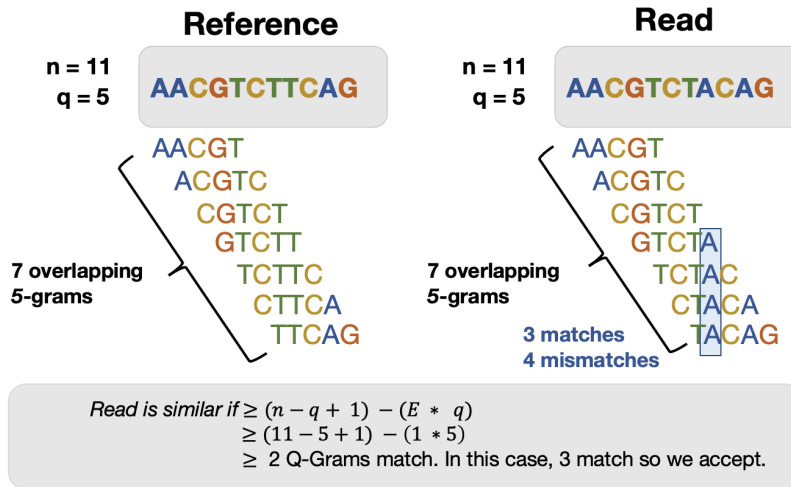 Reference
n = 11
q = 5
AACGTCTTCAG
AACGT
ACGTC
CGTCT
GTCTT
TCTTC
CTTCA
TTCAG
7 overlapping
5-grams
Read
n = 11
q = 5
AACGTCTACAG
AACGT
ACGTC
CGTCT
GTCTA
TCTAC
CTACA
TACAG
7 overlapping
5-grams
3 matches
4 mismatches
Read is similar if ≥ (n − q + 1) − (E * q)
≥ (11 − 5 + 1) − (1 * 5)
≥ 2 Q-Grams match. In this case, 3 match so we accept.